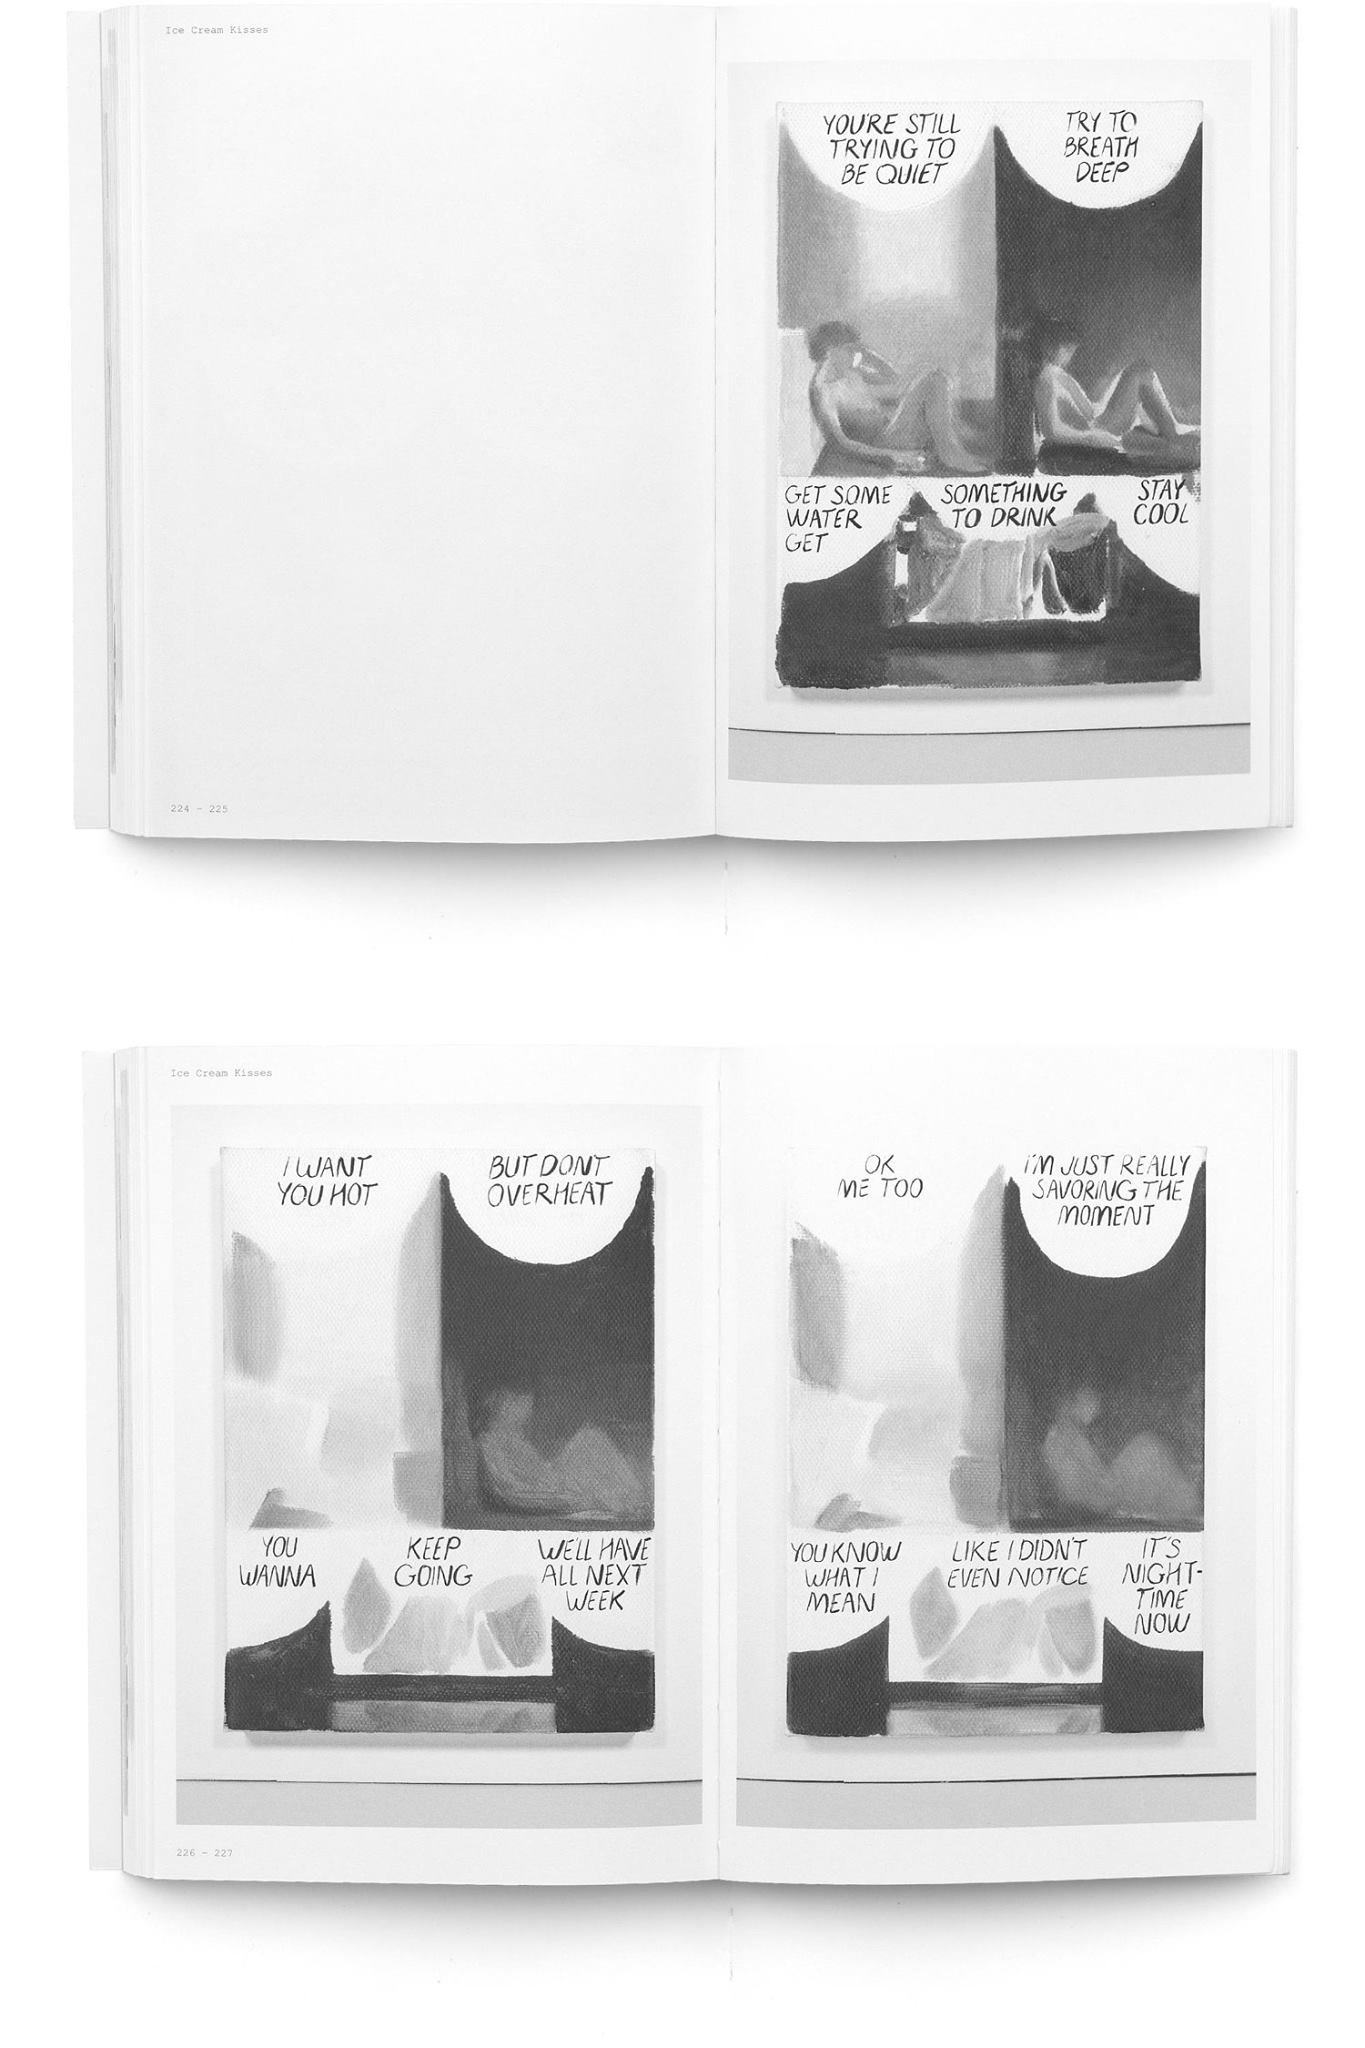 Ice Cream Kisses
YOU'RE STILL
TRYING TO
BE QUIET
TRY TO
BREATH
DEEP
GET SOME
WATER
GET
SOMETHING
TO DRINK
STAY
COOL
224 – 225
Ice Cream Kisses
I WANT
YOU HOT
BUT DONT
OVERHEAT
YOU
WANNA
KEEP
GOING
WE'LL HAVE
ALL NEXT
WEEK
OK
ME TOO
I'M JUST REALLY
SAVORING THE
MOMENT
YOU KNOW
WHAT I
MEAN
LIKE I DIDN'T
EVEN NOTICE
IT'S
NIGHT-
TIME
NOW
226 – 227